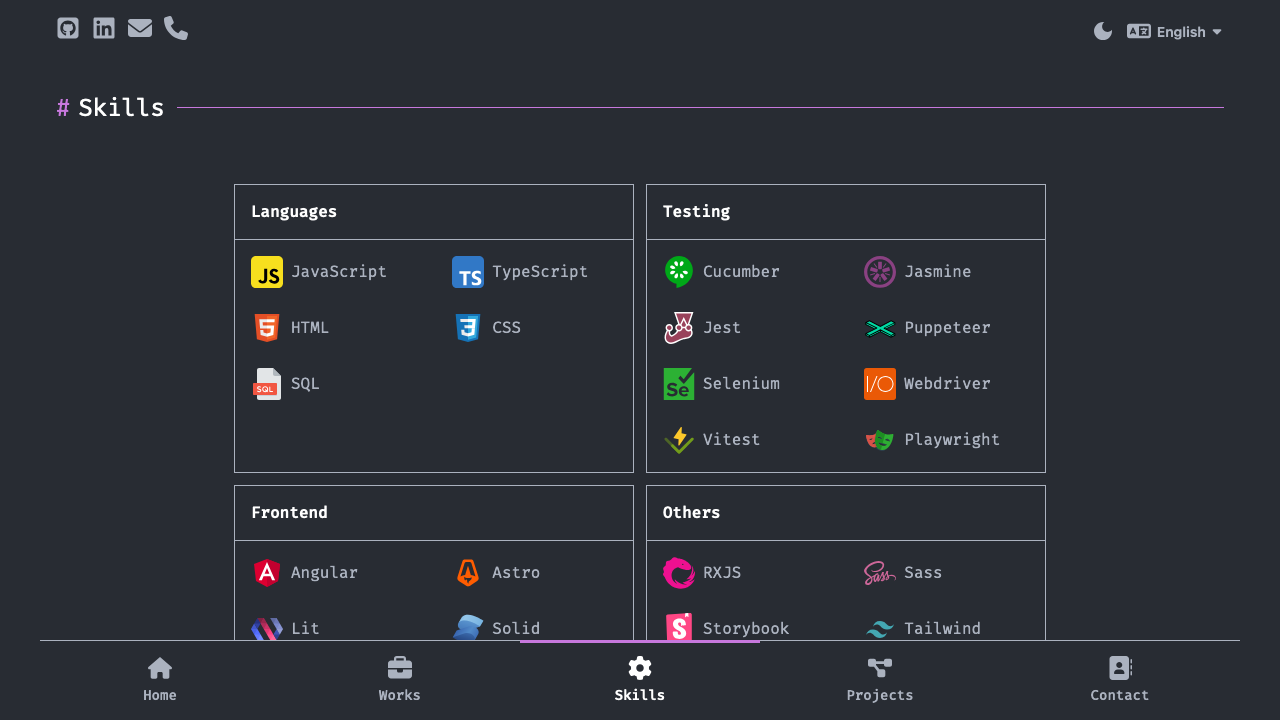 English
# Skills
Languages
JS JavaScript
TS TypeScript
HTML
CSS
SQL SQL
Testing
Cucumber
Jasmine
Jest
Puppeteer
Se Selenium
I/O Webdriver
Vitest
Playwright
Frontend
Angular
Astro
Lit
Solid
Others
RXJS
Sass Sass
Storybook
Tailwind
Home
Works
Skills
Projects
Contact